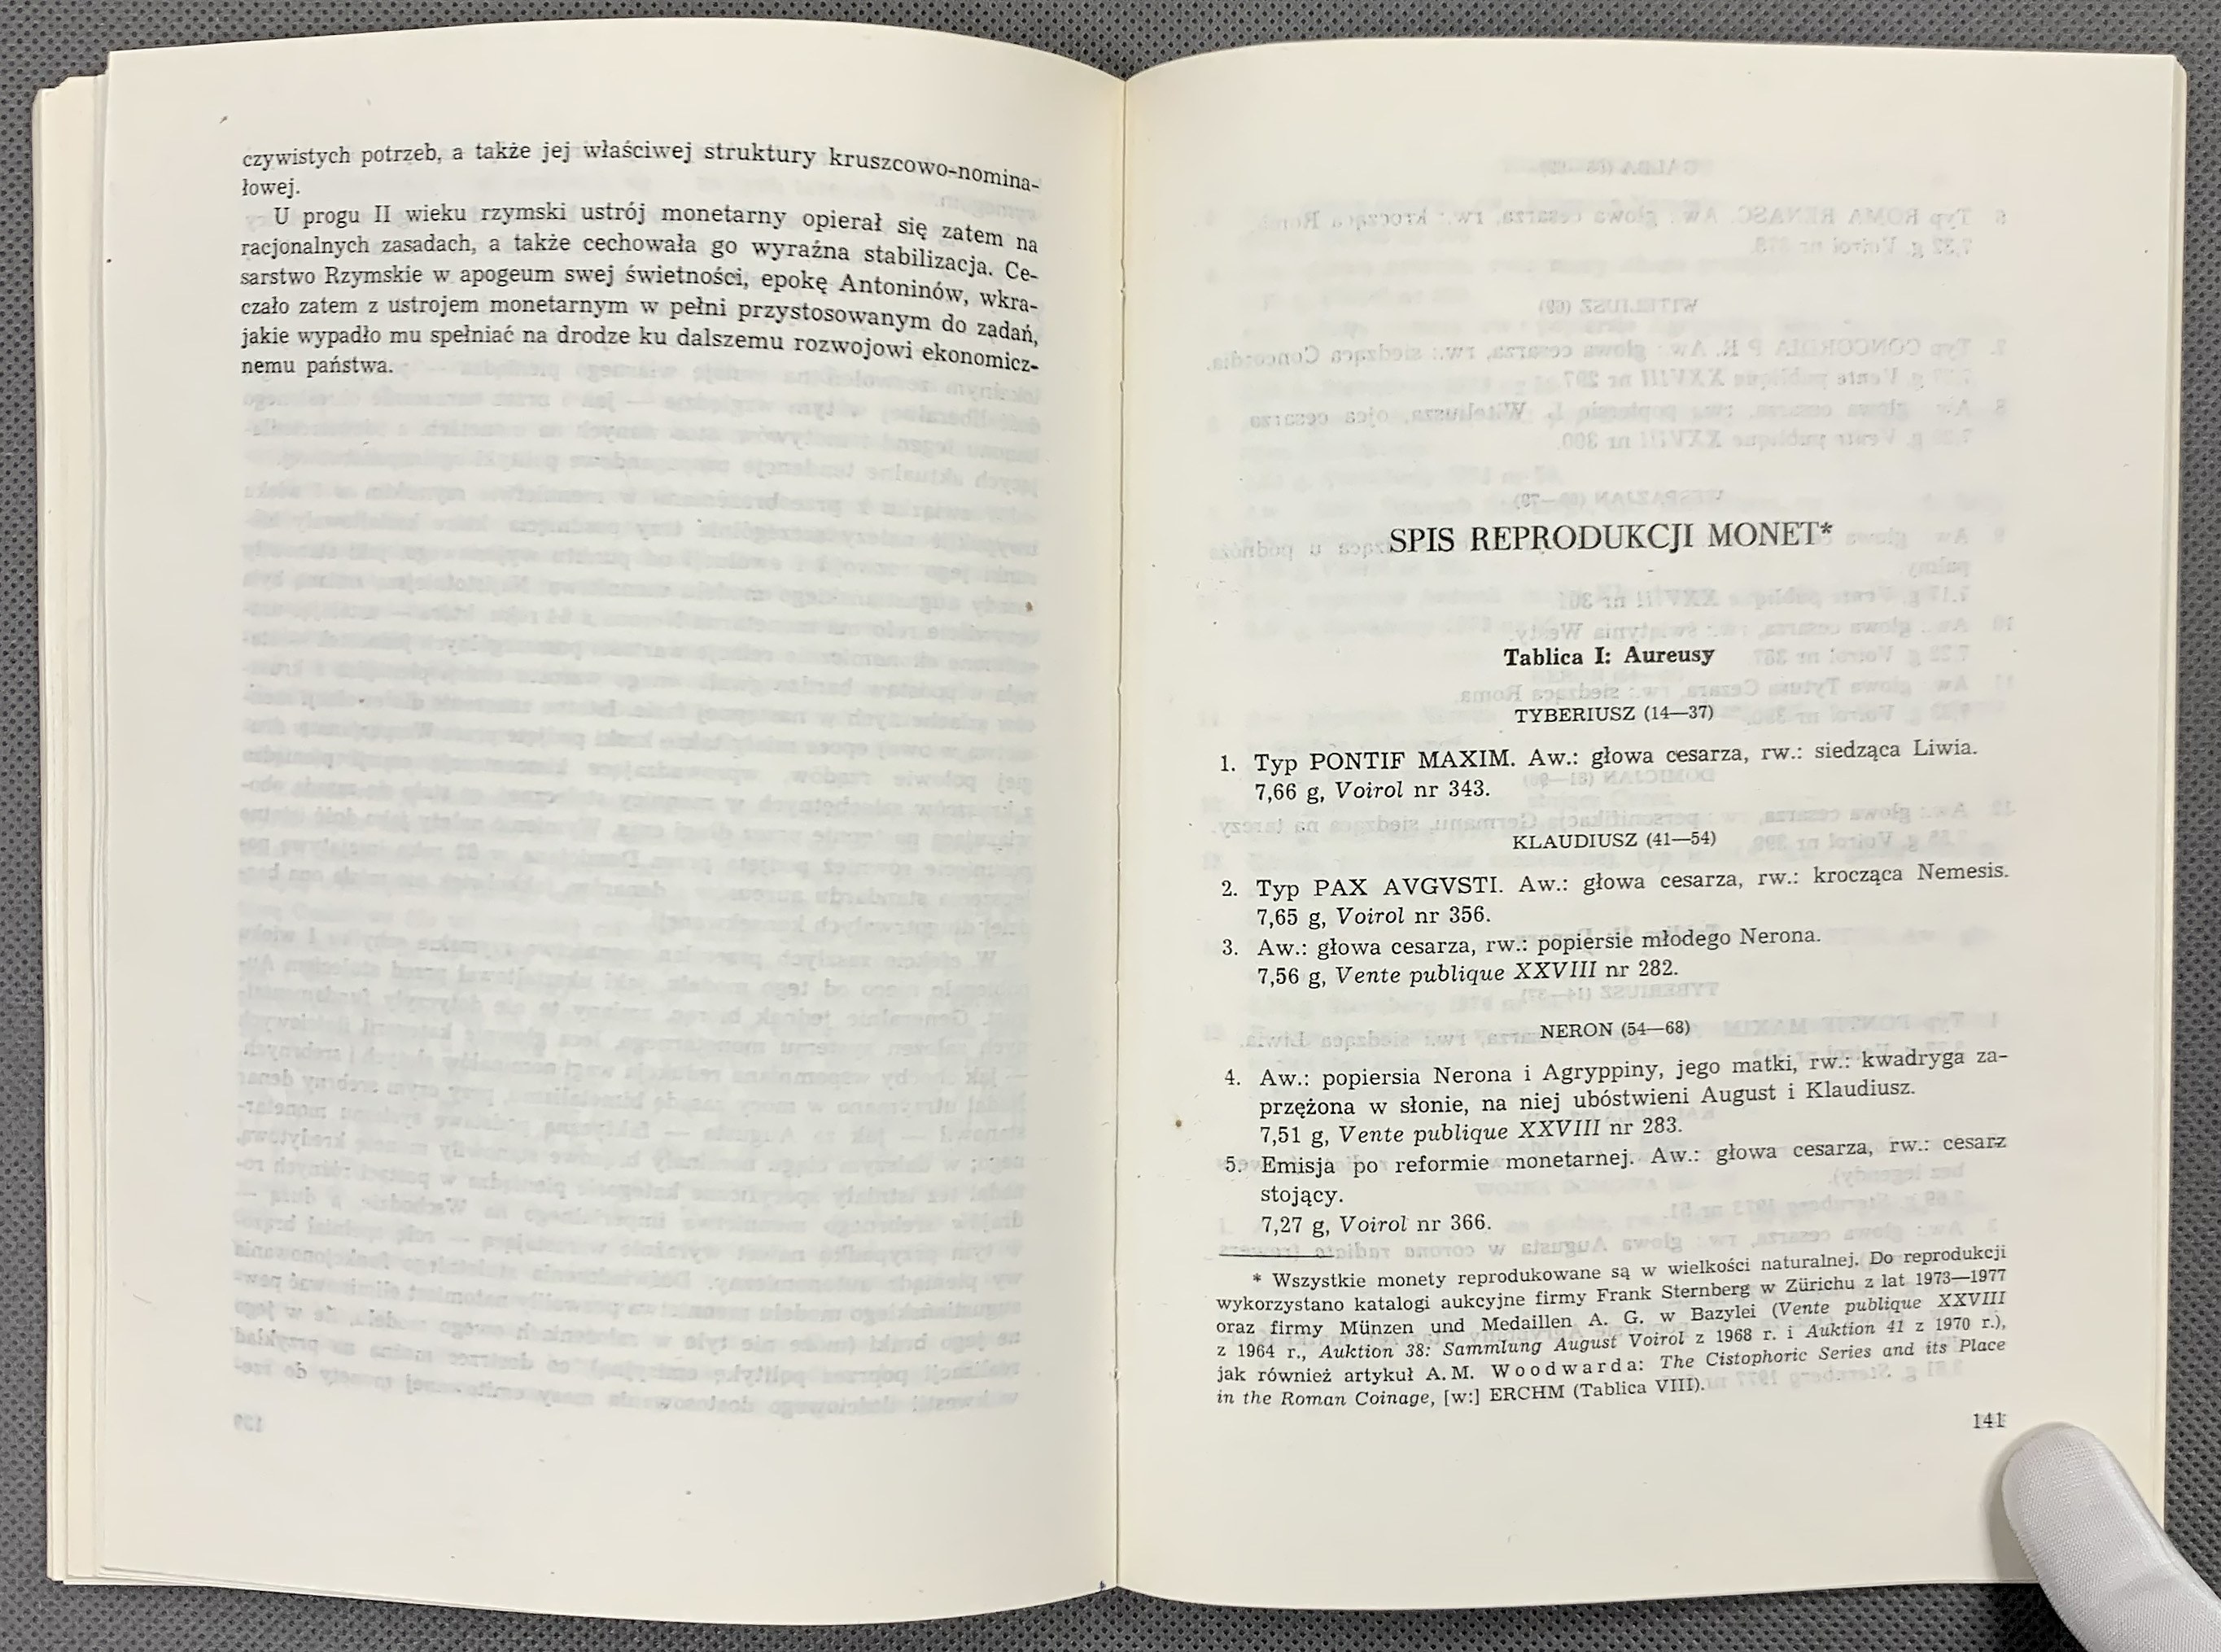 czywistych potrzeb, a także jej właściwej struktury kruszcowo-nomina-
łowej.
U progu II wieku rzymski ustrój monetarny opierał się zatem na
racjonalnych zasadach, a także cechowała go wyraźna stabilizacja. Ce-
sarstwo Rzymskie w apogeum swej świetności, epokę Antoninów, wkra-
czało zatem z ustrojem monetarnym w pełni przystosowanym do zadań,
jakie wypadło mu spełniać na drodze ku dalszemu rozwojowi ekonomicz-
nemu państwa.
SPIS REPRODUKCJI MONET*
Tablica I: Aureusy
TYBERIUSZ (14—37)
1. Typ PONTIF MAXIM. Aw.: głowa cesarza, rw.: siedząca Liwia.
7,66 g, Voirol nr 343.
KLAUDIUSZ (41—54)
2. Typ PAX AVGVSTI. Aw.: głowa cesarza, rw.: krocząca Nemesis.
7,65 g, Voirol nr 356.
3. Aw.: głowa cesarza, rw.: popiersie młodego Nerona.
7,56 g, Vente publique XXVIII nr 282.
NERON (54—68)
4. Aw.: popiersia Nerona i Agryppiny, jego matki, rw.: kwadryga za-
przężona w słonie, na niej ubóstwieni August i Klaudiusz.
7,51 g, Vente publique XXVIII nr 283.
5. Emisja po reformie monetarnej. Aw.: głowa cesarza, rw.: cesarz
stojący.
7,27 g, Voirol nr 366.
* Wszystkie monety reprodukowane są w wielkości naturalnej. Do reprodukcji
wykorzystano katalogi aukcyjne firmy Frank Sternberg w Zürichu z lat 1973—1977
oraz firmy Münzen und Medaillen A. G. w Bazylei (Vente publique XXVIII
z 1964 r., Auktion 38: Sammlung August Voirol z 1968 r. i Auktion 41 z 1970 r.),
jak również artykuł A. M. Woodwarda: The Cistophoric Series and its Place
in the Roman Coinage, [w:] ERCHM (Tablica VIII).
141